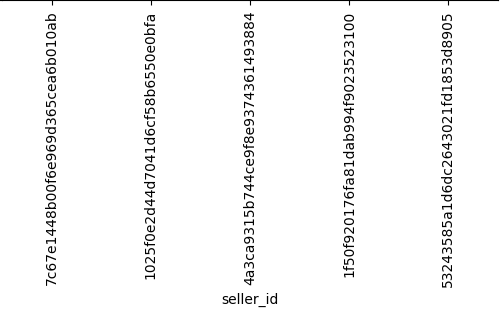 7c67e1448b00f6e969d365cea6b010ab
1025f0e2d44d7041d6cf58b6550e0bfa
4a3ca9315b744ce9f8e9374361493884
1f50f920176fa81dab994f9023523100
53243585a1d6dc2643021fd1853d8905
seller_id